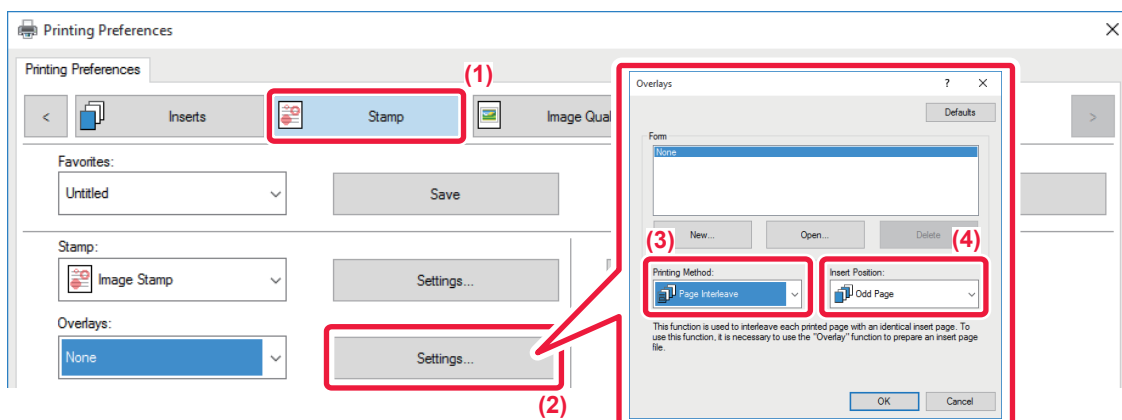 Printing Preferences
Printing Preferences
(1)
< Inserts Stamp Image Qual >
Favorites:
Untitled Save
Stamp:
Image Stamp Settings...
Overlays:
None Settings...
(2)
Overlays ?
Defaults
Form
None
New... Open... Delete
(3) (4)
Printing Method: Insert Position:
Page Interleave Odd Page
This function is used to interleave each printed page with an identical insert page. To
use this function, it is necessary to use the "Overlay" function to prepare an insert page
file.
OK Cancel